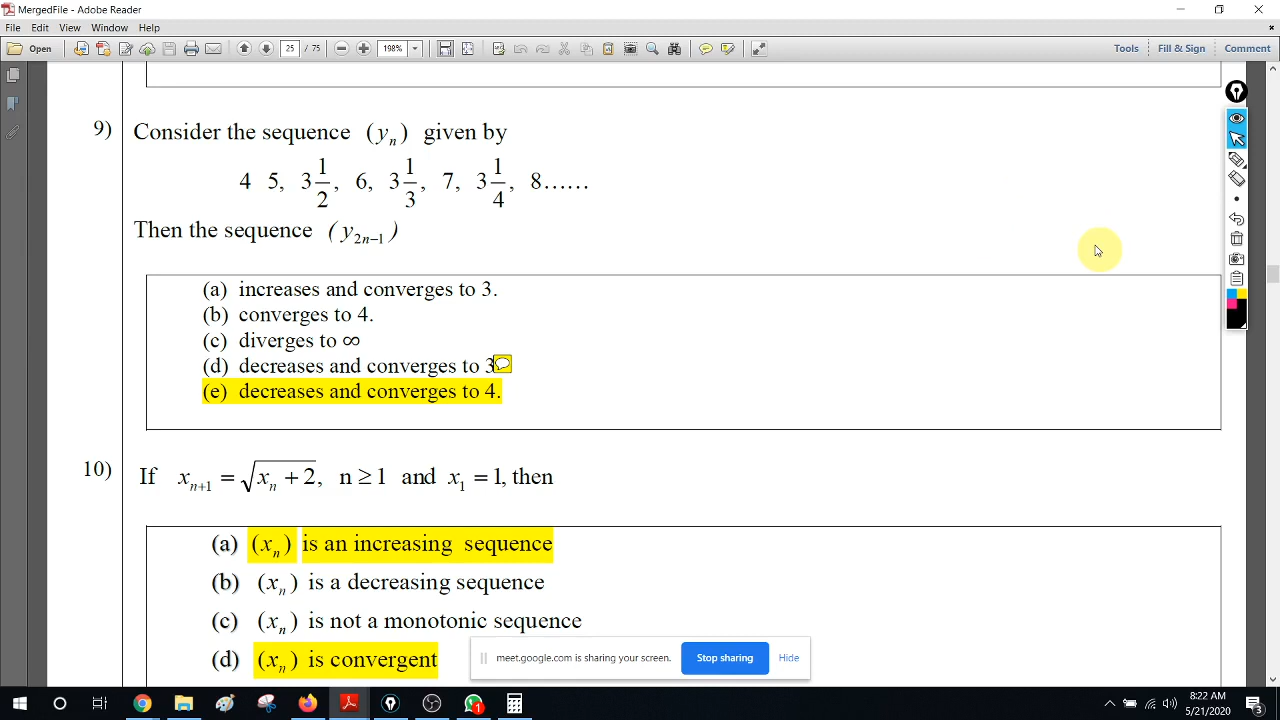 MergedFile - Adobe Reader
File Edit View Window Help
Open 25 / 75 198% Tools Fill & Sign Comment
9) Consider the sequence (yₙ) given by
4 5, 3 1/2, 6, 3 1/3, 7, 3 1/4, 8……
Then the sequence (y₂ₙ₋₁)
(a) increases and converges to 3.
(b) converges to 4.
(c) diverges to ∞
(d) decreases and converges to 3
(e) decreases and converges to 4.
10) If xₙ₊₁ = √(xₙ + 2), n ≥ 1 and x₁ = 1, then
(a) (xₙ) is an increasing sequence
(b) (xₙ) is a decreasing sequence
(c) (xₙ) is not a monotonic sequence
(d) (xₙ) is convergent
meet.google.com is sharing your screen. Stop sharing Hide
1
8:22 AM
5/21/2020
3